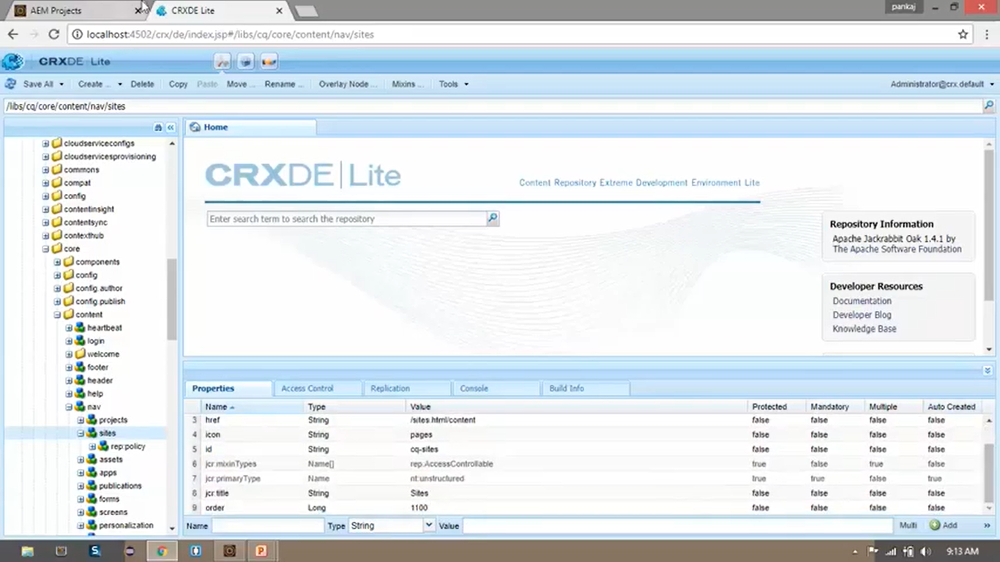 AEM Projects
CRXDE Lite
pankaj
localhost:4502/crx/de/index.jsp#/libs/cq/core/content/nav/sites
CRXDE | Lite
Save All Create ... Delete Copy Paste Move ... Rename ... Overlay Node ... Mixins ... Tools Administrator@crx.default
/libs/cq/core/content/nav/sites
cloudserviceconfigs
cloudservicesprovisioning
commons
compat
config
contentinsight
contentsync
contexthub
core
components
config
config.author
config.publish
content
heartbeat
login
welcome
footer
header
help
nav
projects
sites
rep:policy
assets
apps
publications
forms
screens
personalization
Home
CRXDE | Lite
Content Repository Extreme Development Environment Lite
Enter search term to search the repository
Repository Information
Apache Jackrabbit Oak 1.4.1 by
The Apache Software Foundation
Developer Resources
Documentation
Developer Blog
Knowledge Base
Properties Access Control Replication Console Build Info
Name Type Value Protected Mandatory Multiple Auto Created
3 href String /sites.html/content false false false false
4 icon String pages false false false false
5 id String cq-sites false false false false
6 jcr:mixinTypes Name[] rep:AccessControllable true false true false
7 jcr:primaryType Name nt:unstructured true true false true
8 jcr:title String Sites false false false false
9 order Long 1100 false false false false
Name Type String Value Multi Add »
9:13 AM